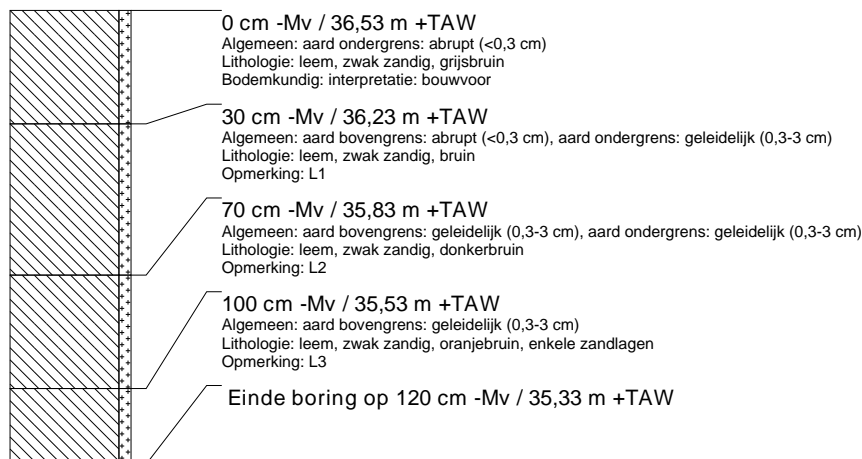 0 cm -Mv / 36,53 m +TAW
Algemeen: aard ondergrens: abrupt (<0,3 cm)
Lithologie: leem, zwak zandig, grijsbruin
Bodemkundig: interpretatie: bouwvoor
30 cm -Mv / 36,23 m +TAW
Algemeen: aard bovengrens: abrupt (<0,3 cm), aard ondergrens: geleidelijk (0,3-3 cm)
Lithologie: leem, zwak zandig, bruin
Opmerking: L1
70 cm -Mv / 35,83 m +TAW
Algemeen: aard bovengrens: geleidelijk (0,3-3 cm), aard ondergrens: geleidelijk (0,3-3 cm)
Lithologie: leem, zwak zandig, donkerbruin
Opmerking: L2
100 cm -Mv / 35,53 m +TAW
Algemeen: aard bovengrens: geleidelijk (0,3-3 cm)
Lithologie: leem, zwak zandig, oranjebruin, enkele zandlagen
Opmerking: L3
Einde boring op 120 cm -Mv / 35,33 m +TAW